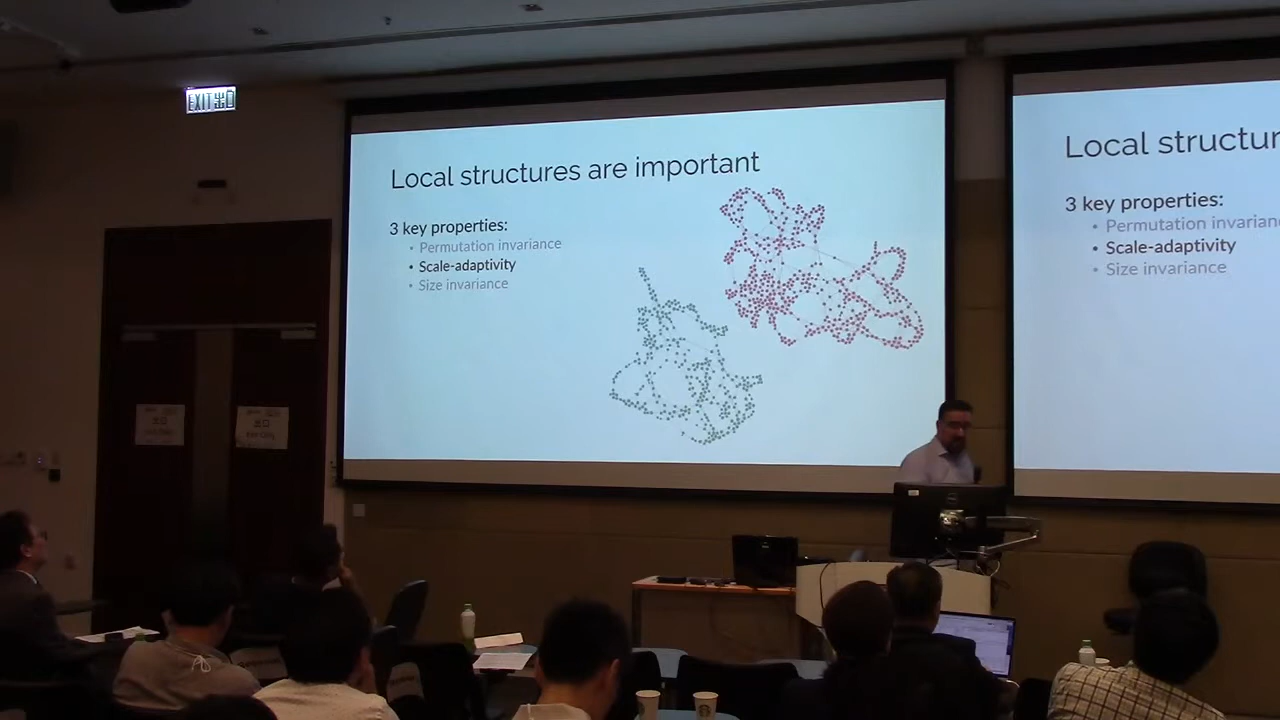 EXIT 出口
Local structures are important
3 key properties:
• Permutation invariance
• Scale-adaptivity
• Size invariance
Local structur
3 key properties:
• Permutation invarian
• Scale-adaptivity
• Size invariance